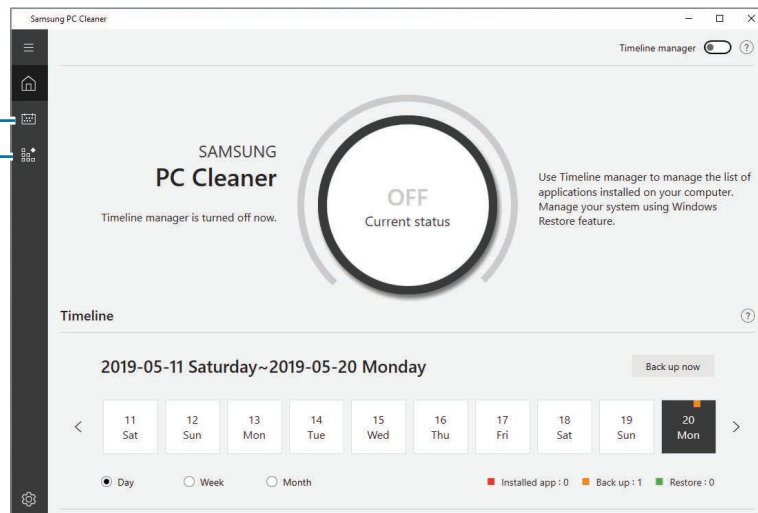 Samsung PC Cleaner
Timeline manager ?
SAMSUNG
PC Cleaner
Timeline manager is turned off now.
OFF
Current status
Use Timeline manager to manage the list of
applications installed on your computer.
Manage your system using Windows
Restore feature.
Timeline ?
2019-05-11 Saturday~2019-05-20 Monday
Back up now
11 12 13 14 15 16 17 18 19 20
Sat Sun Mon Tue Wed Thu Fri Sat Sun Mon
Day Week Month Installed app : 0 Back up : 1 Restore : 0